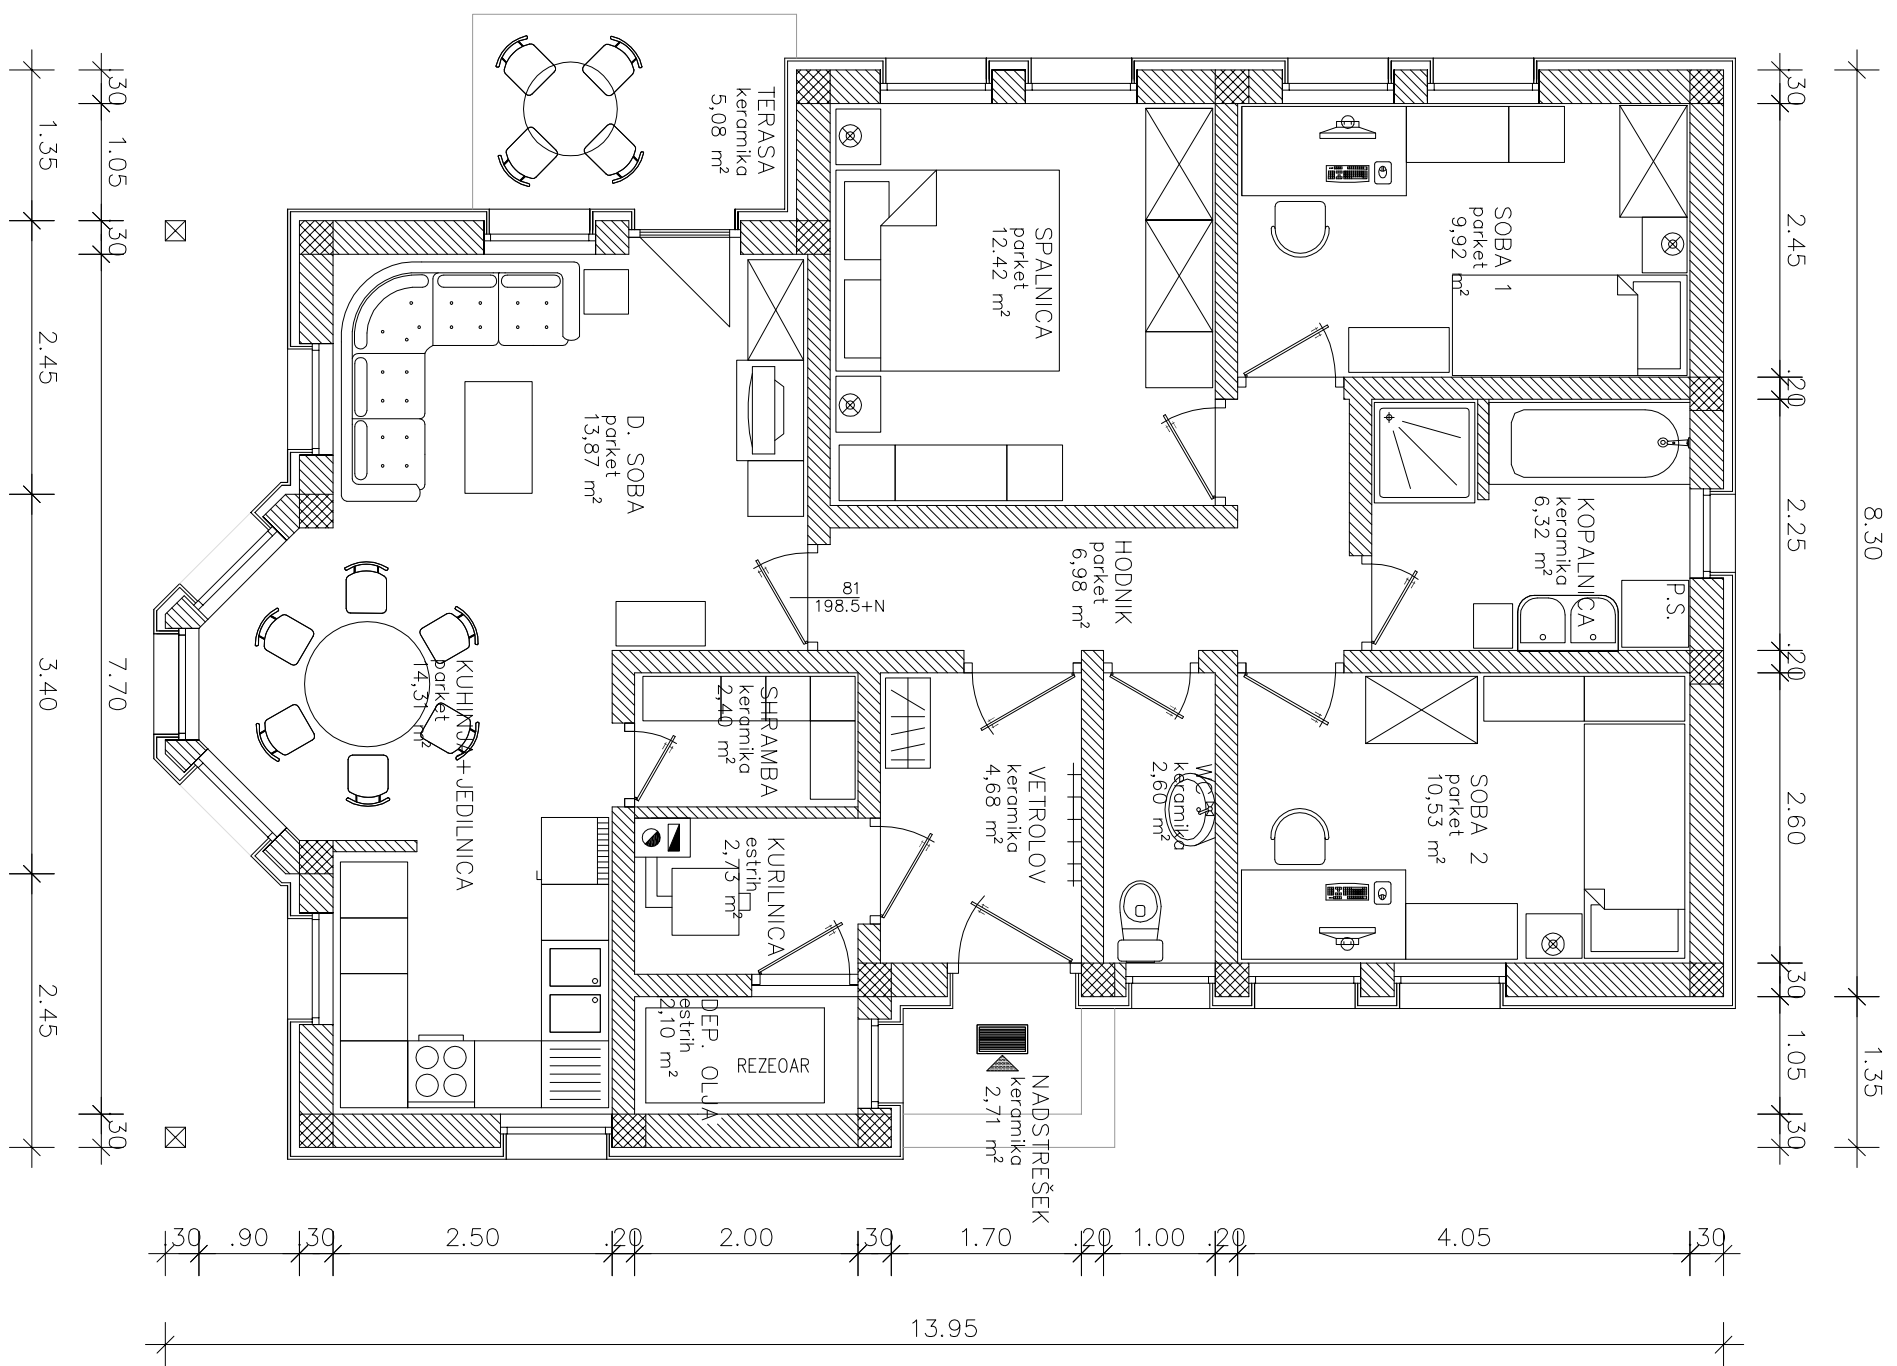 TERASA
keramika
5,08 m²
SPALNICA
parket
12.42 m²
SOBA 1
parket
9,92 m²
D. SOBA
parket
13,87 m²
HODNIK
parket
6,98 m²
KOPALNICA
keramika
6,32 m²
P.S.
81
198.5+N
KUHINJA+JEDILNICA
parket
14,31 m²
SHRAMBA
keramika
2,40 m²
VETROLOV
keramika
4,68 m²
WC
keramika
2,60 m²
SOBA 2
parket
10,53 m²
KURILNICA
estrih
2,73 m²
DEP. OLJA
estrih
2,10 m²
REZEOAR
NADSTREŠEK
keramika
2,71 m²
1.35
2.45
3.40
2.45
.30
1.05
.30
7.70
.30
.30
2.45
.20
2.25
.20
2.60
.30
1.05
.30
8.30
1.35
.30
.90
.30
2.50
.20
2.00
.30
1.70
.20
1.00
.20
4.05
.30
13.95